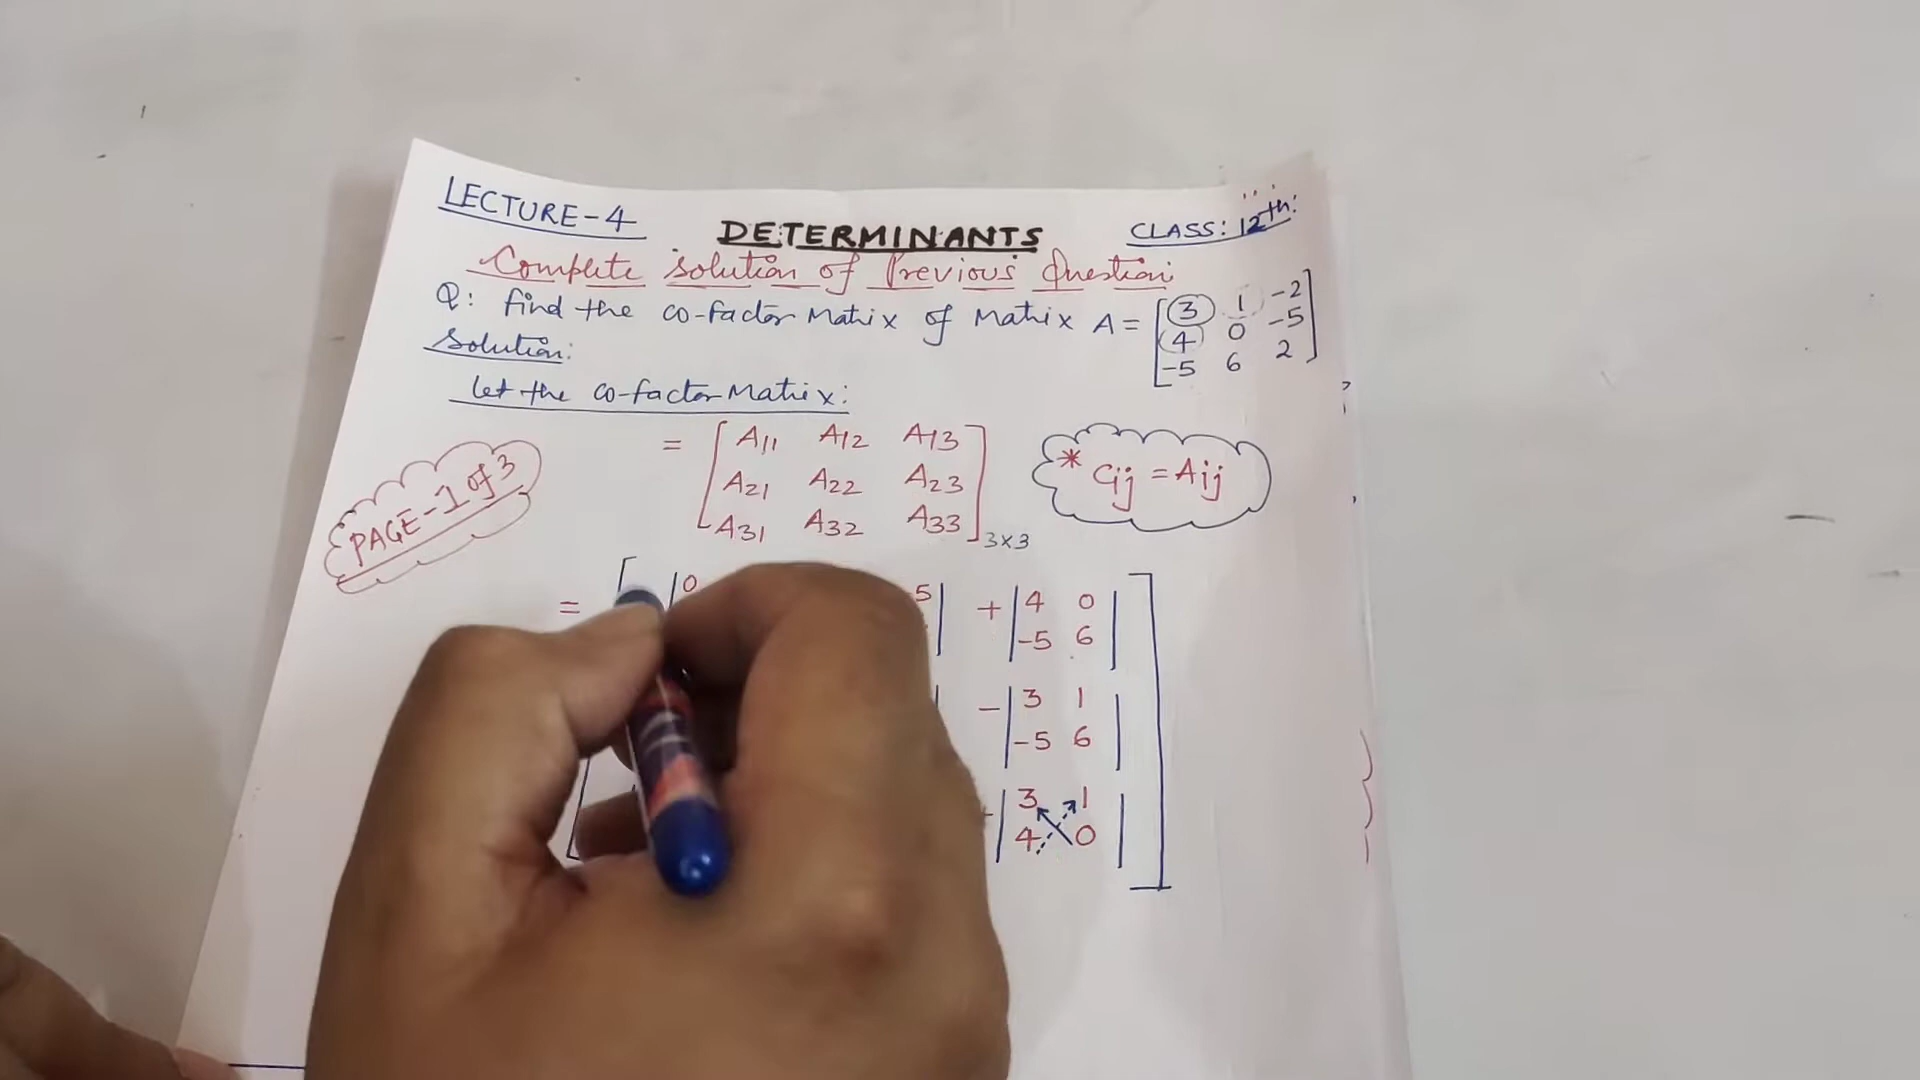 LECTURE-4
DETERMINANTS
CLASS: 12th:
Complete solution of Previous Question
Q: find the co-factor Matrix of Matrix A = [3 1 -2
4 0 -5
-5 6 2]
Solution:
Let the co-factor Matrix:
= [A11 A12 A13
A21 A22 A23
A31 A32 A33]3×3
* Cij = Aij
PAGE-1 of 3
= [ |0 5| + |4 0
-5 6|
- |3 1
-5 6|
|3 1
4 0| ]